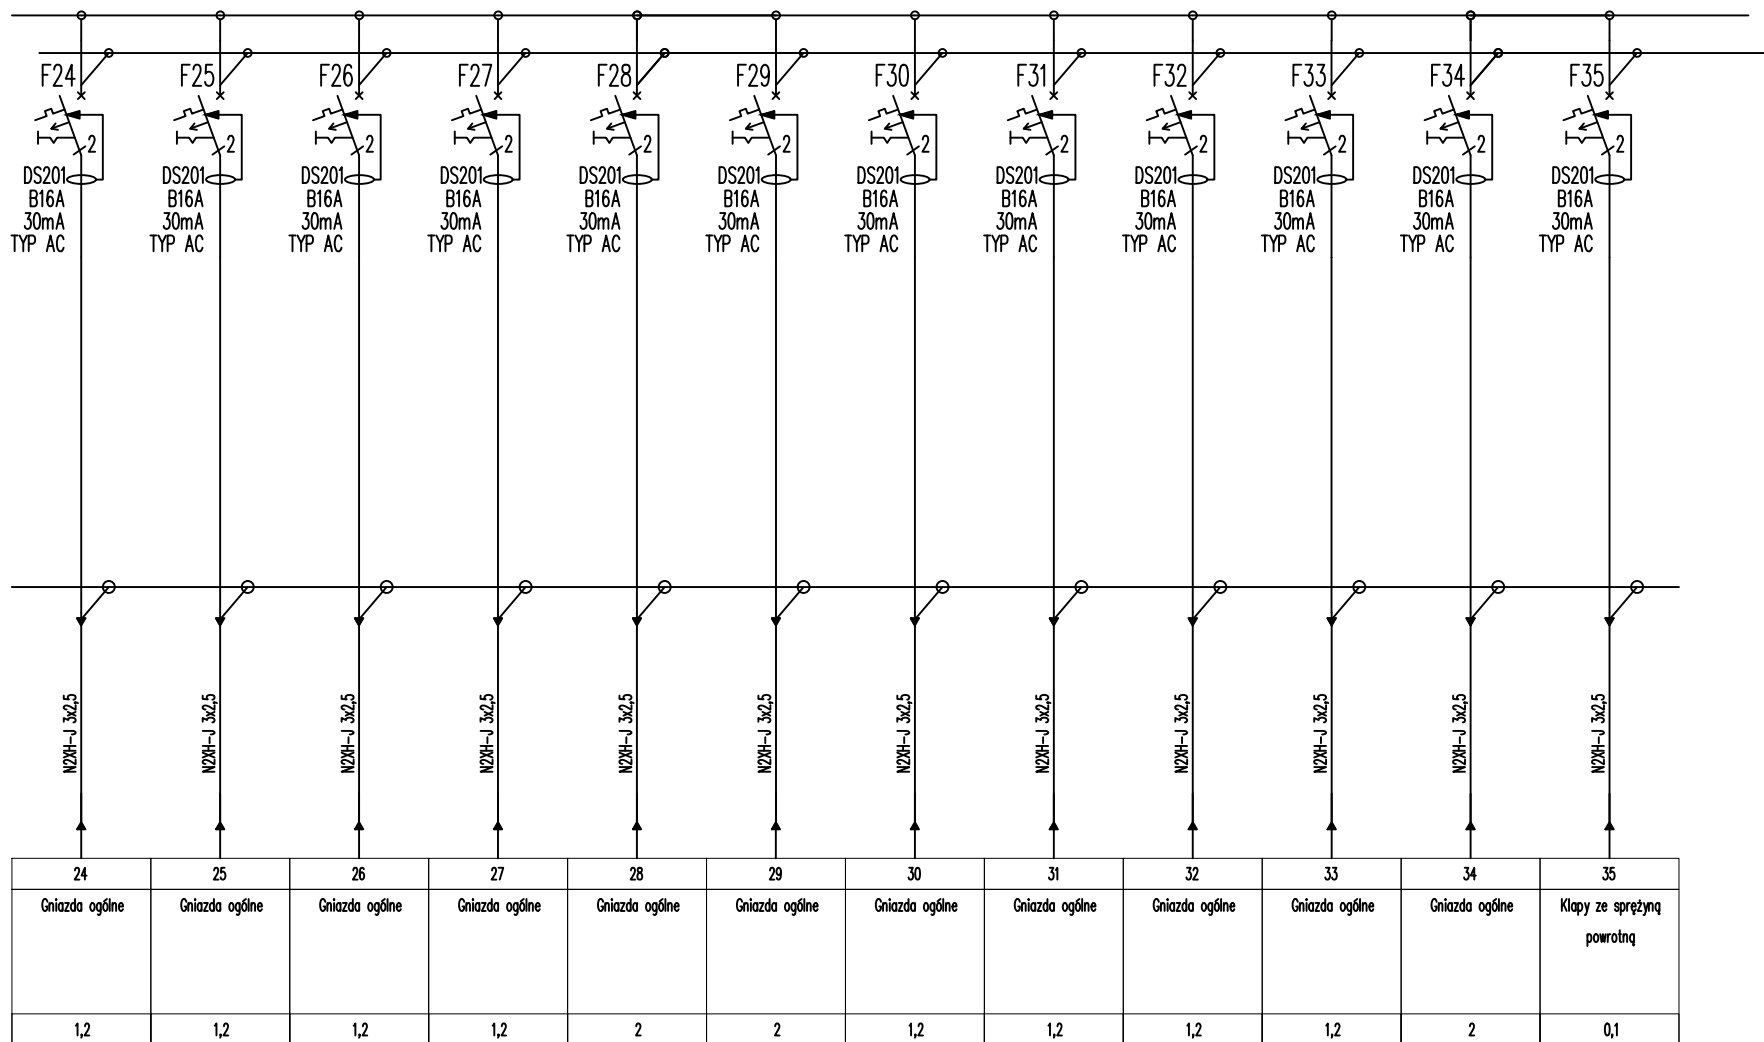 F24 F25 F26 F27 F28 F29 F30 F31 F32 F33 F34 F35
2 2 2 2 2 2 2 2 2 2 2 2
DS201 DS201 DS201 DS201 DS201 DS201 DS201 DS201 DS201 DS201 DS201 DS201
B16A B16A B16A B16A B16A B16A B16A B16A B16A B16A B16A B16A
30mA 30mA 30mA 30mA 30mA 30mA 30mA 30mA 30mA 30mA 30mA 30mA
TYP AC TYP AC TYP AC TYP AC TYP AC TYP AC TYP AC TYP AC TYP AC TYP AC TYP AC TYP AC
N2XH-J 3x2,5 N2XH-J 3x2,5 N2XH-J 3x2,5 N2XH-J 3x2,5 N2XH-J 3x2,5 N2XH-J 3x2,5 N2XH-J 3x2,5 N2XH-J 3x2,5 N2XH-J 3x2,5 N2XH-J 3x2,5 N2XH-J 3x2,5 N2XH-J 3x2,5
24 25 26 27 28 29 30 31 32 33 34 35
Gniazda ogólne Gniazda ogólne Gniazda ogólne Gniazda ogólne Gniazda ogólne Gniazda ogólne Gniazda ogólne Gniazda ogólne Gniazda ogólne Gniazda ogólne Gniazda ogólne Klapy ze sprężyną
powrotną
1,2 1,2 1,2 1,2 2 2 1,2 1,2 1,2 1,2 2 0,1